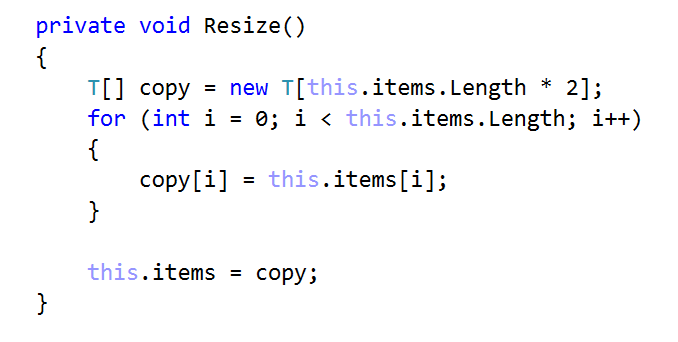 private void Resize()
{
    T[] copy = new T[this.items.Length * 2];
    for (int i = 0; i < this.items.Length; i++)
    {
        copy[i] = this.items[i];
    }

    this.items = copy;
}